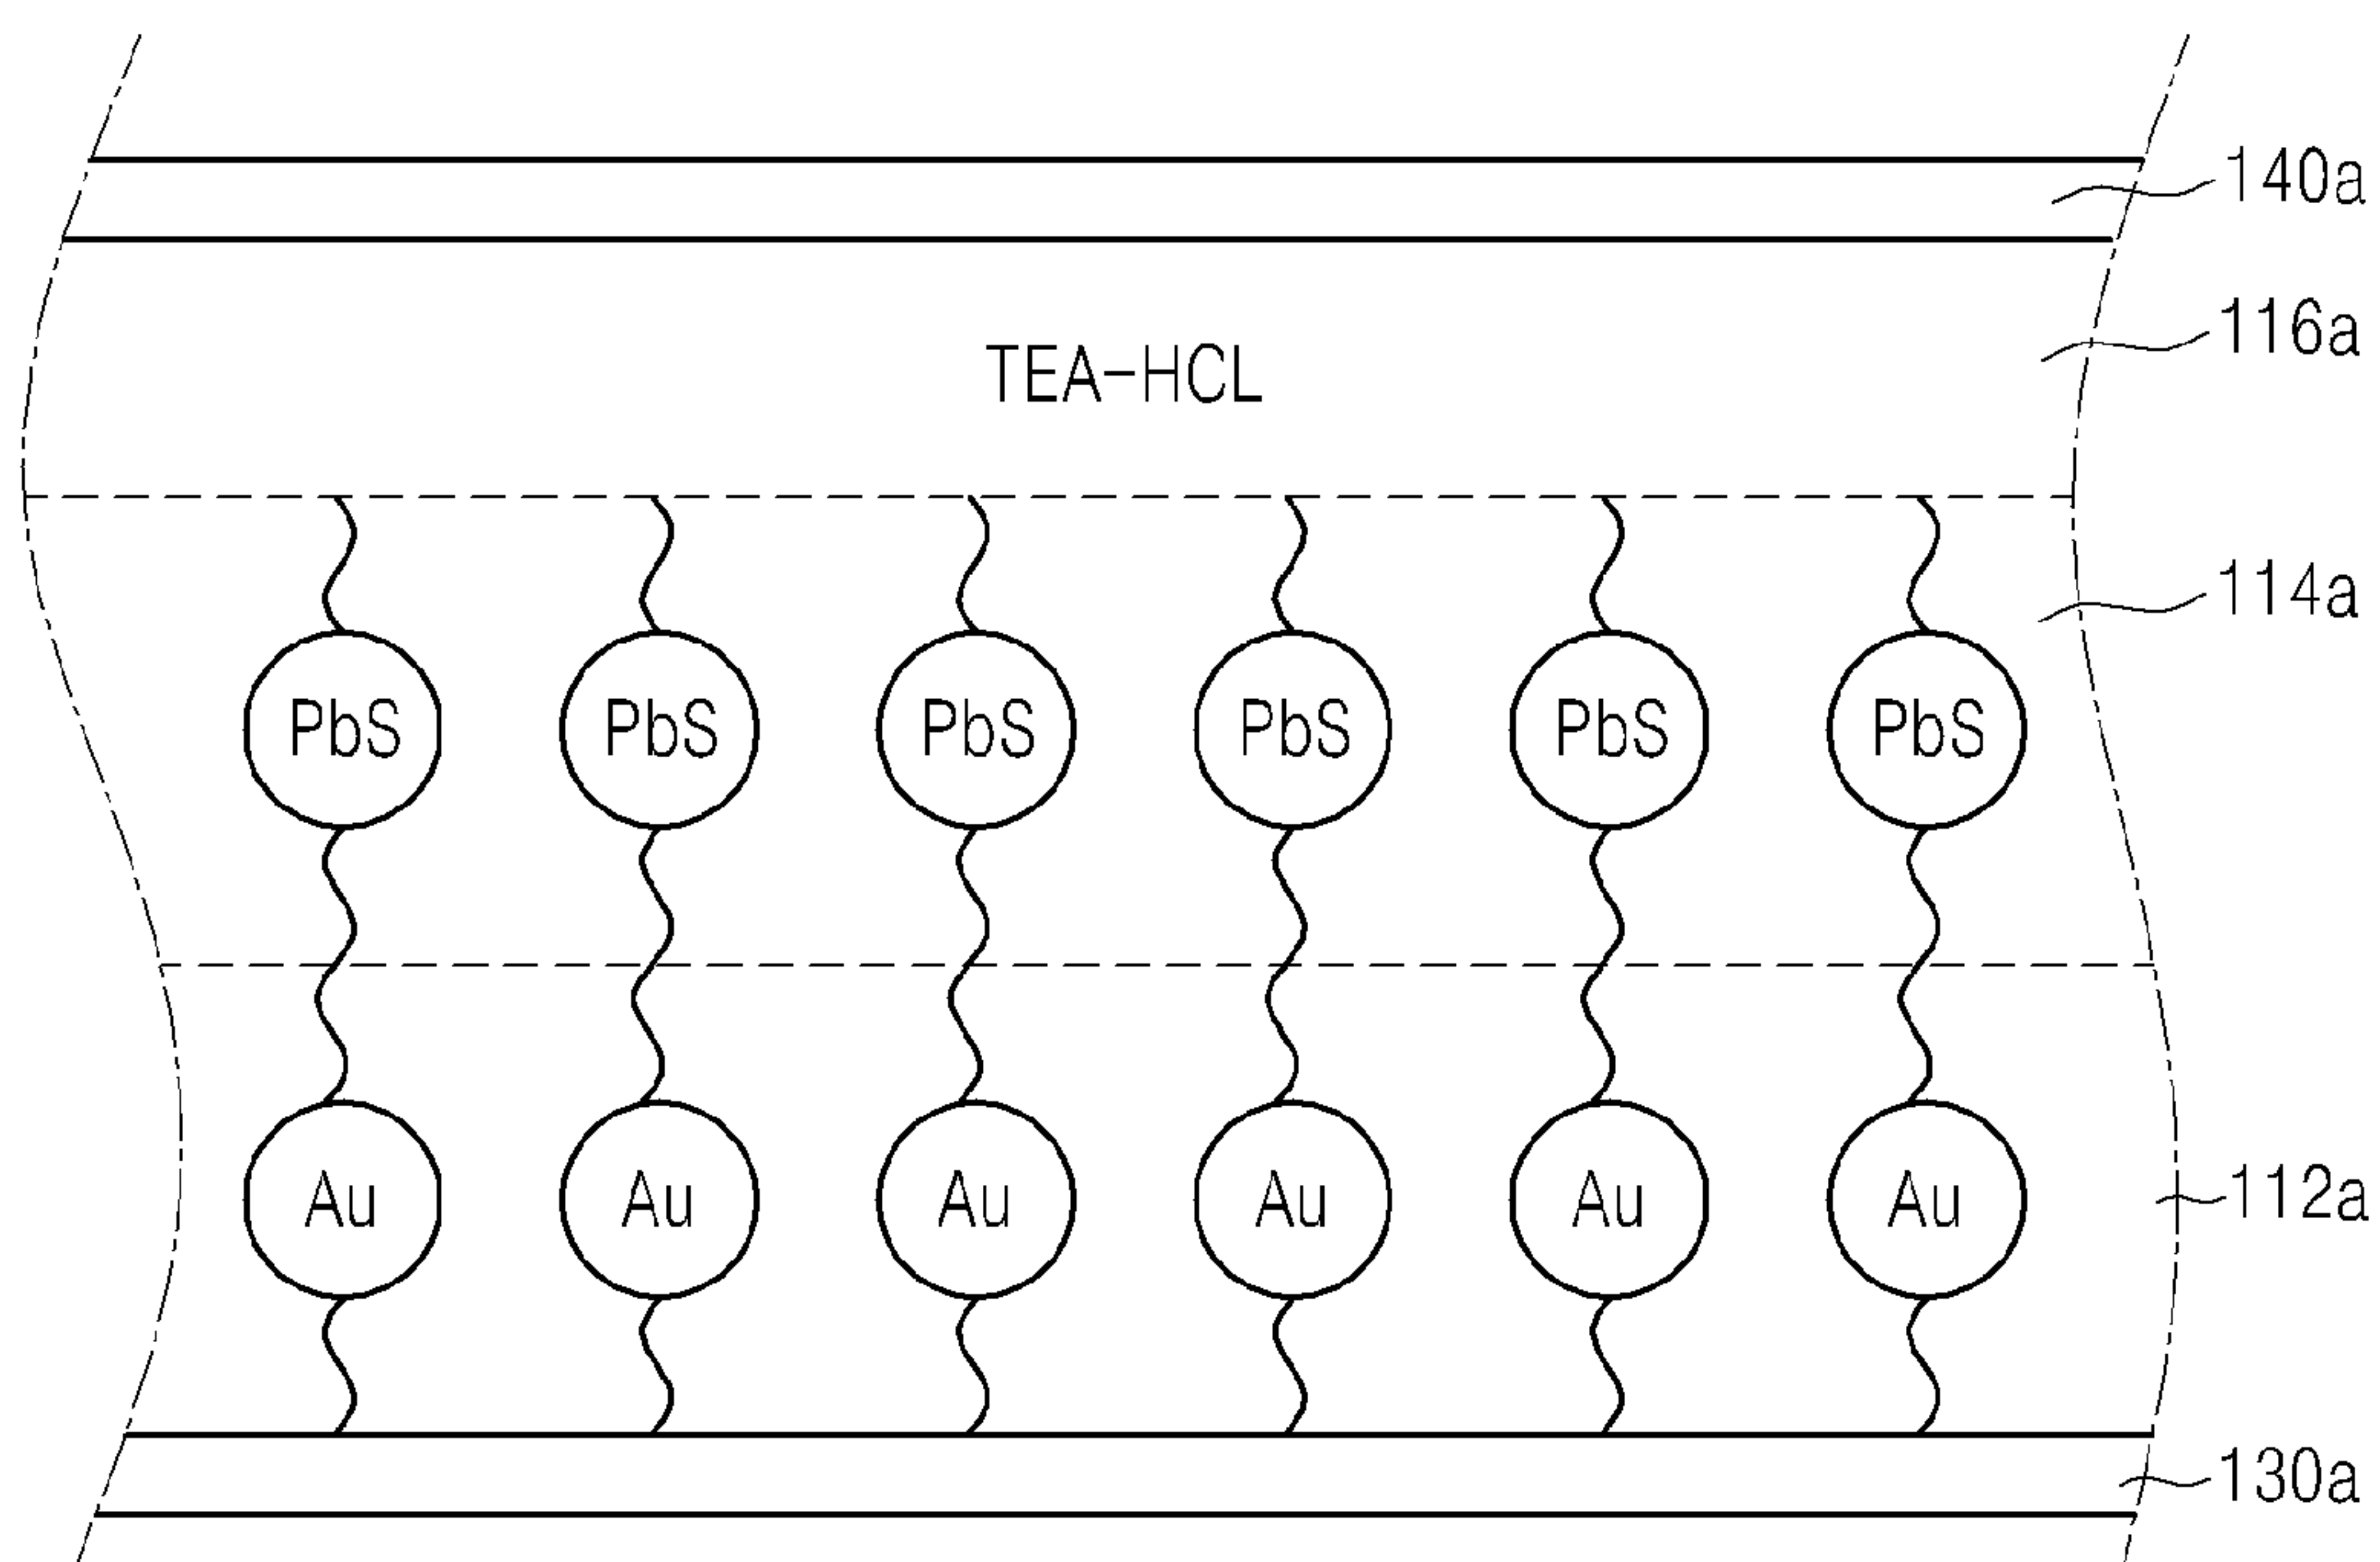 140a
116a
TEA-HCL
114a
PbS PbS PbS PbS PbS PbS
Au Au Au Au Au Au
112a
130a